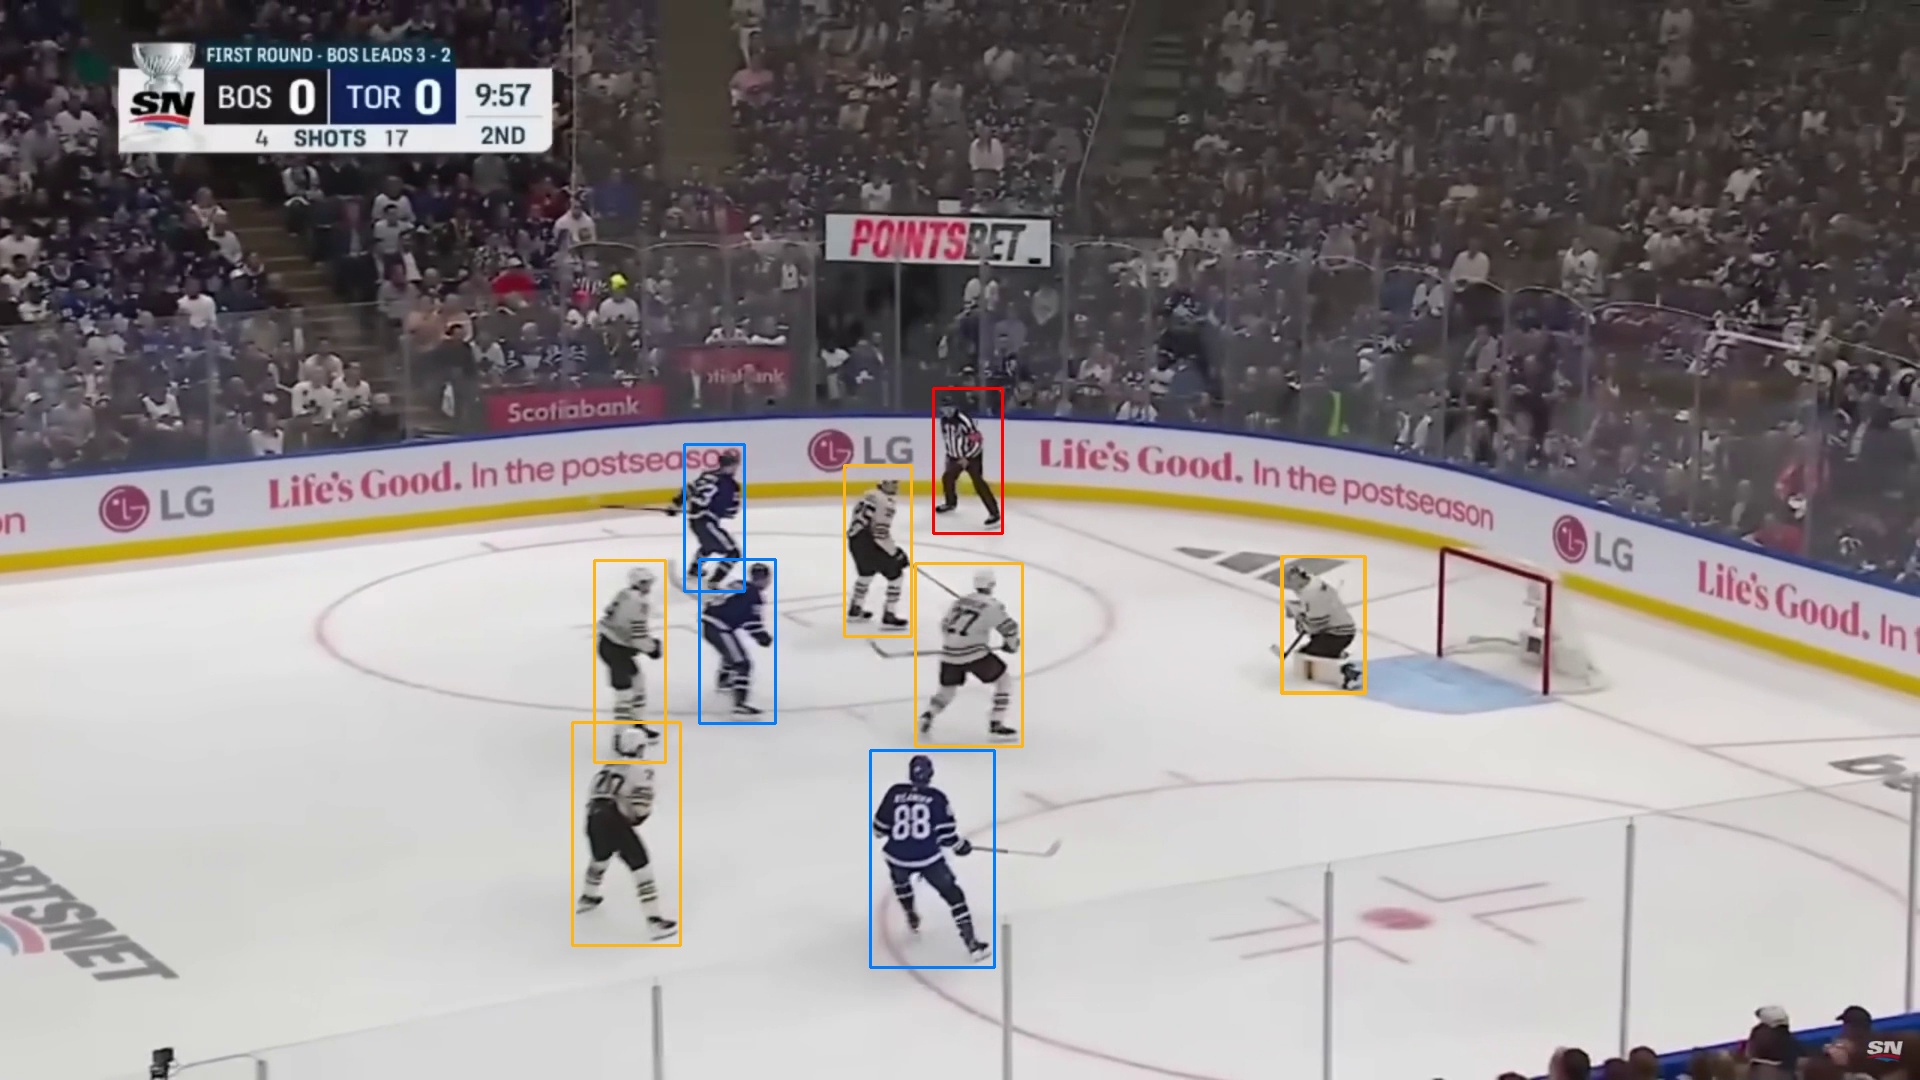 FIRST ROUND - BOS LEADS 3 - 2
SN BOS 0 TOR 0 9:57
4 SHOTS 17 2ND
POINTSBET
Scotiabank
LG Life's Good. In the postseason LG Life's Good. In the postseason LG Life's Good. In
27
88
SN